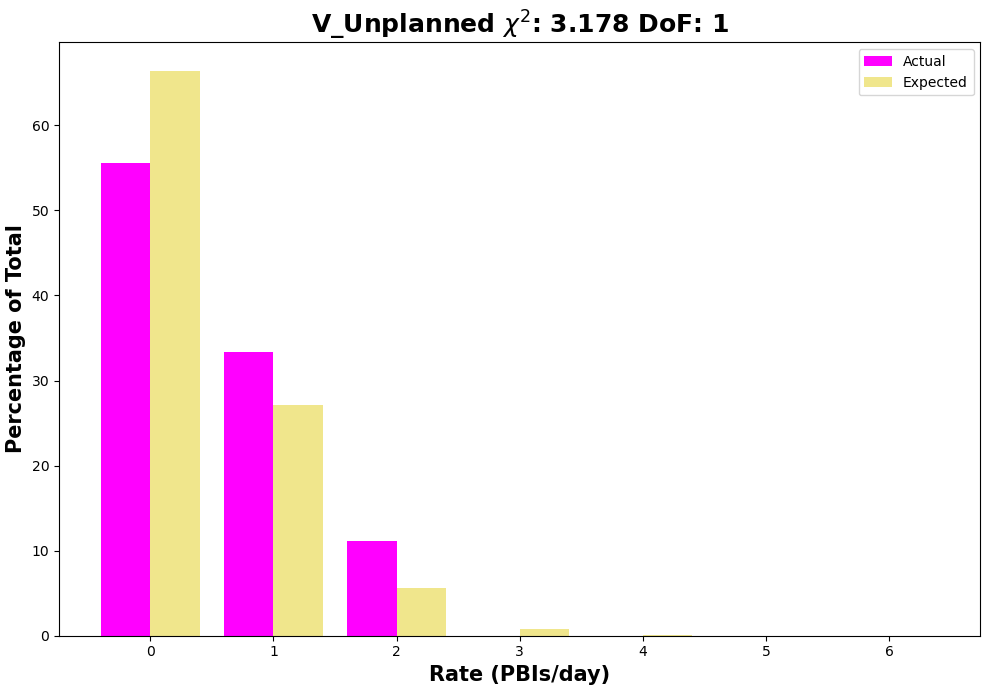 V_Unplanned χ²: 3.178 DoF: 1
Actual
Expected
Percentage of Total
60
50
40
30
20
10
0
0 1 2 3 4 5 6
Rate (PBIs/day)